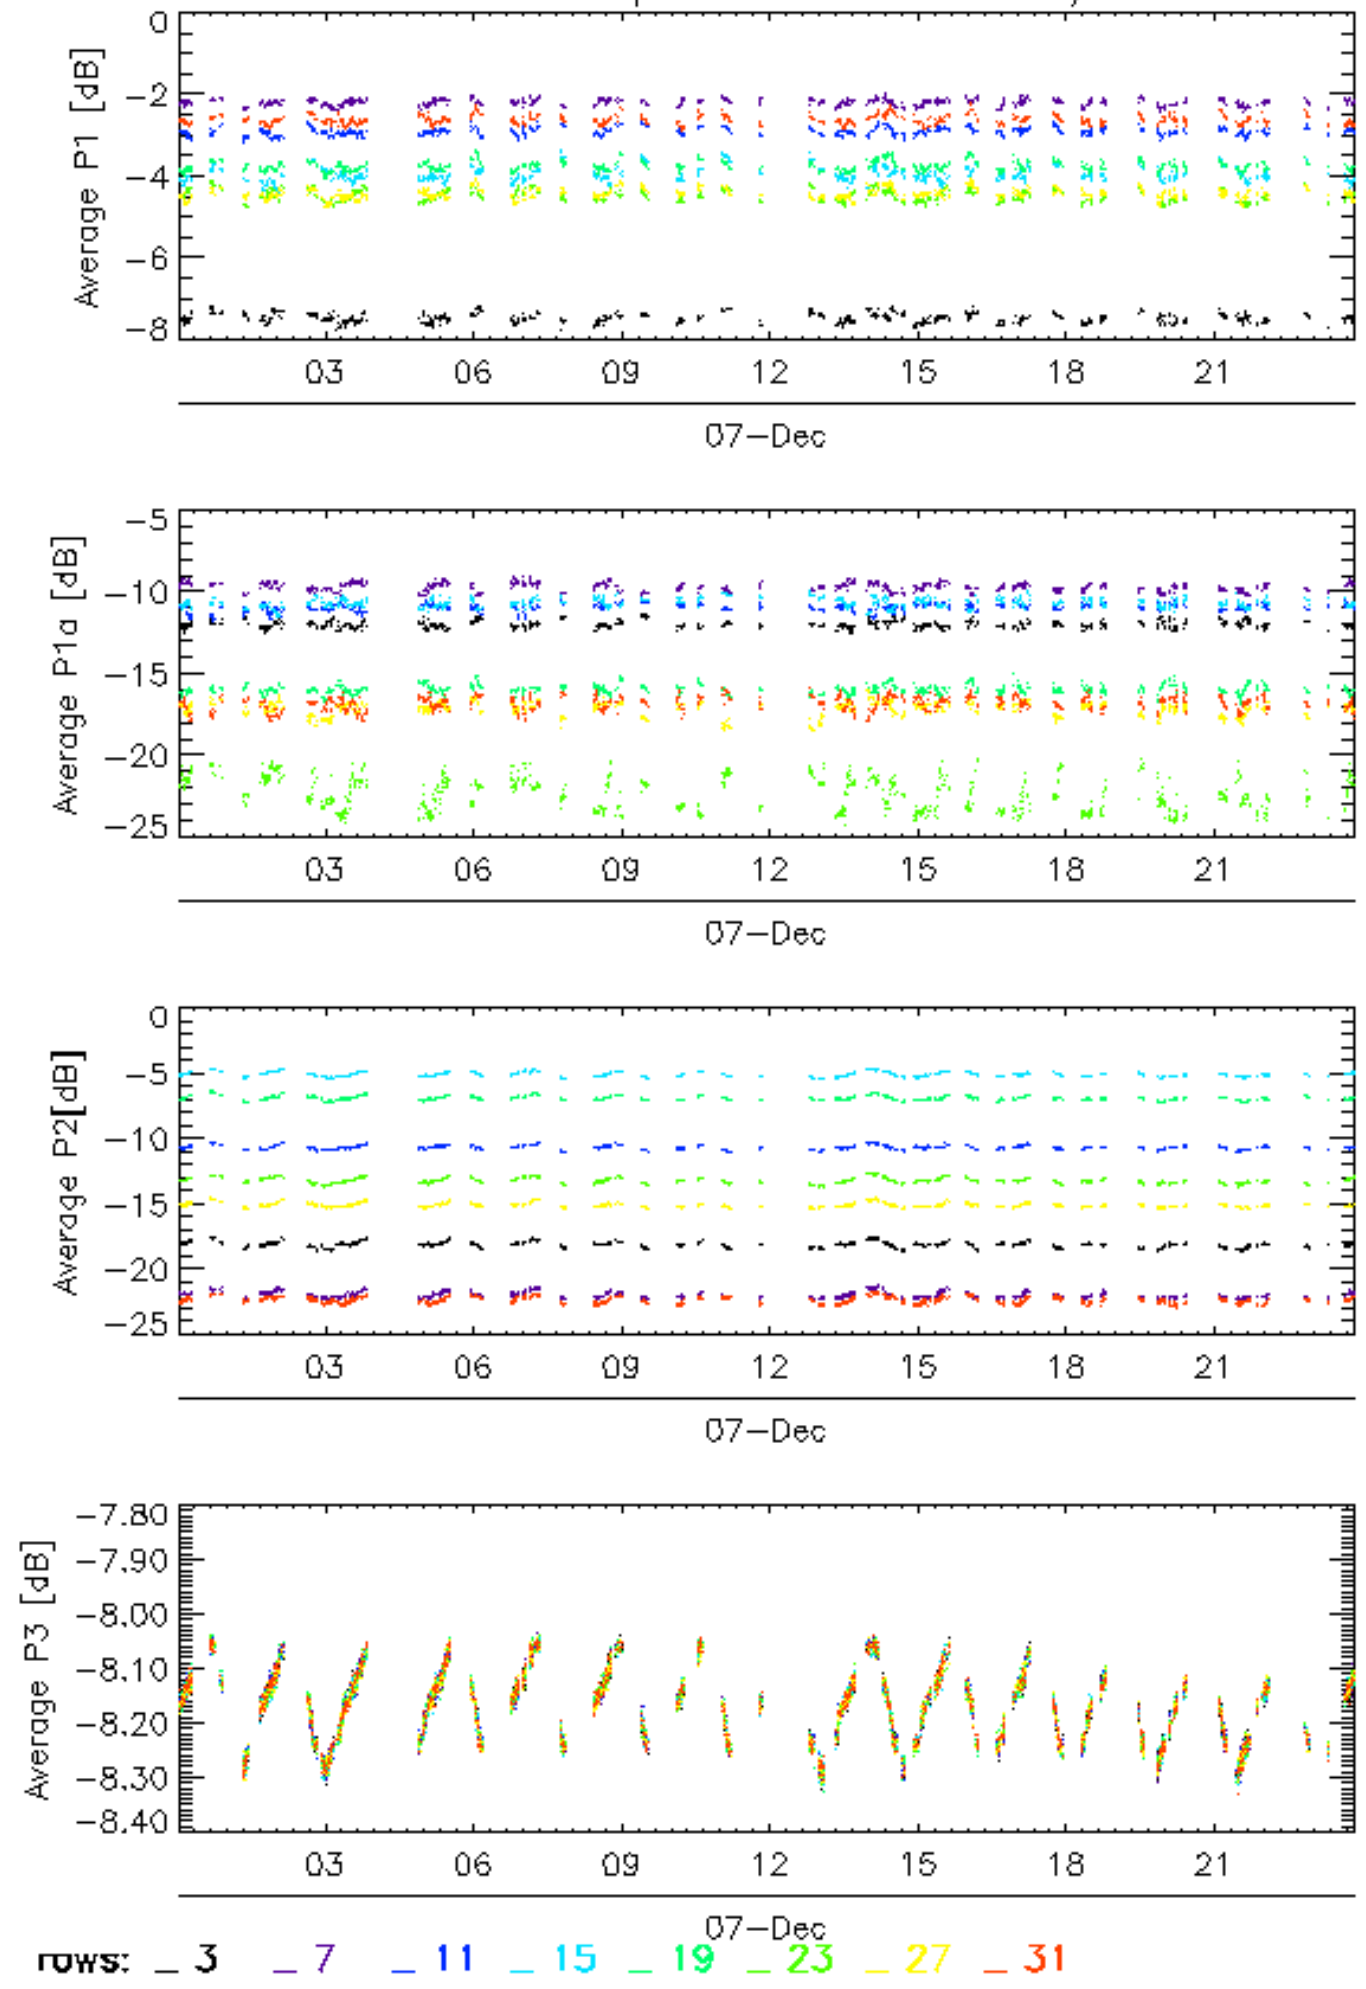 0
−2
−4
−6
−8
Average P1 [dB]
03 06 09 12 15 18 21
07−Dec
−5
−10
−15
−20
−25
Average P1a [dB]
03 06 09 12 15 18 21
07−Dec
0
−5
−10
−15
−20
−25
Average P2[dB]
03 06 09 12 15 18 21
07−Dec
−7.80
−7.90
−8.00
−8.10
−8.20
−8.30
−8.40
Average P3 [dB]
03 06 09 12 15 18 21
07−Dec
rows: _ 3 _ 7 _ 11 _ 15 _ 19 _ 23 _ 27 _ 31